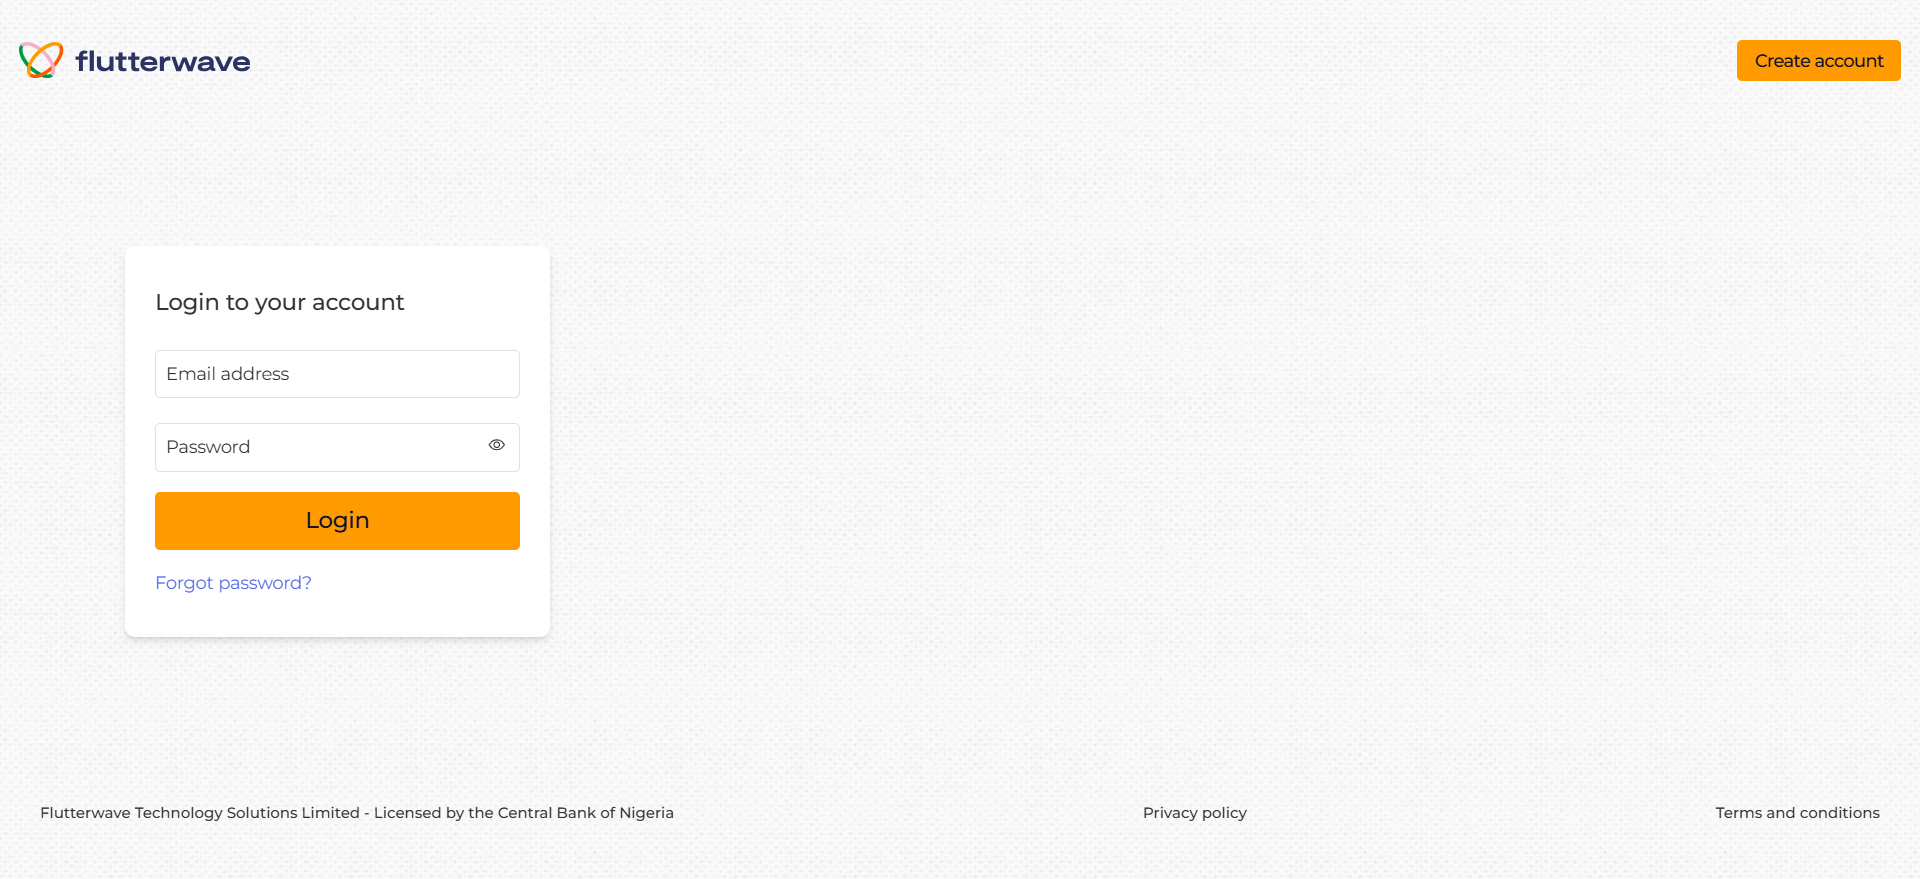 flutterwave
Create account
Login to your account
Email address
Password
Login
Forgot password?
Flutterwave Technology Solutions Limited - Licensed by the Central Bank of Nigeria
Privacy policy
Terms and conditions